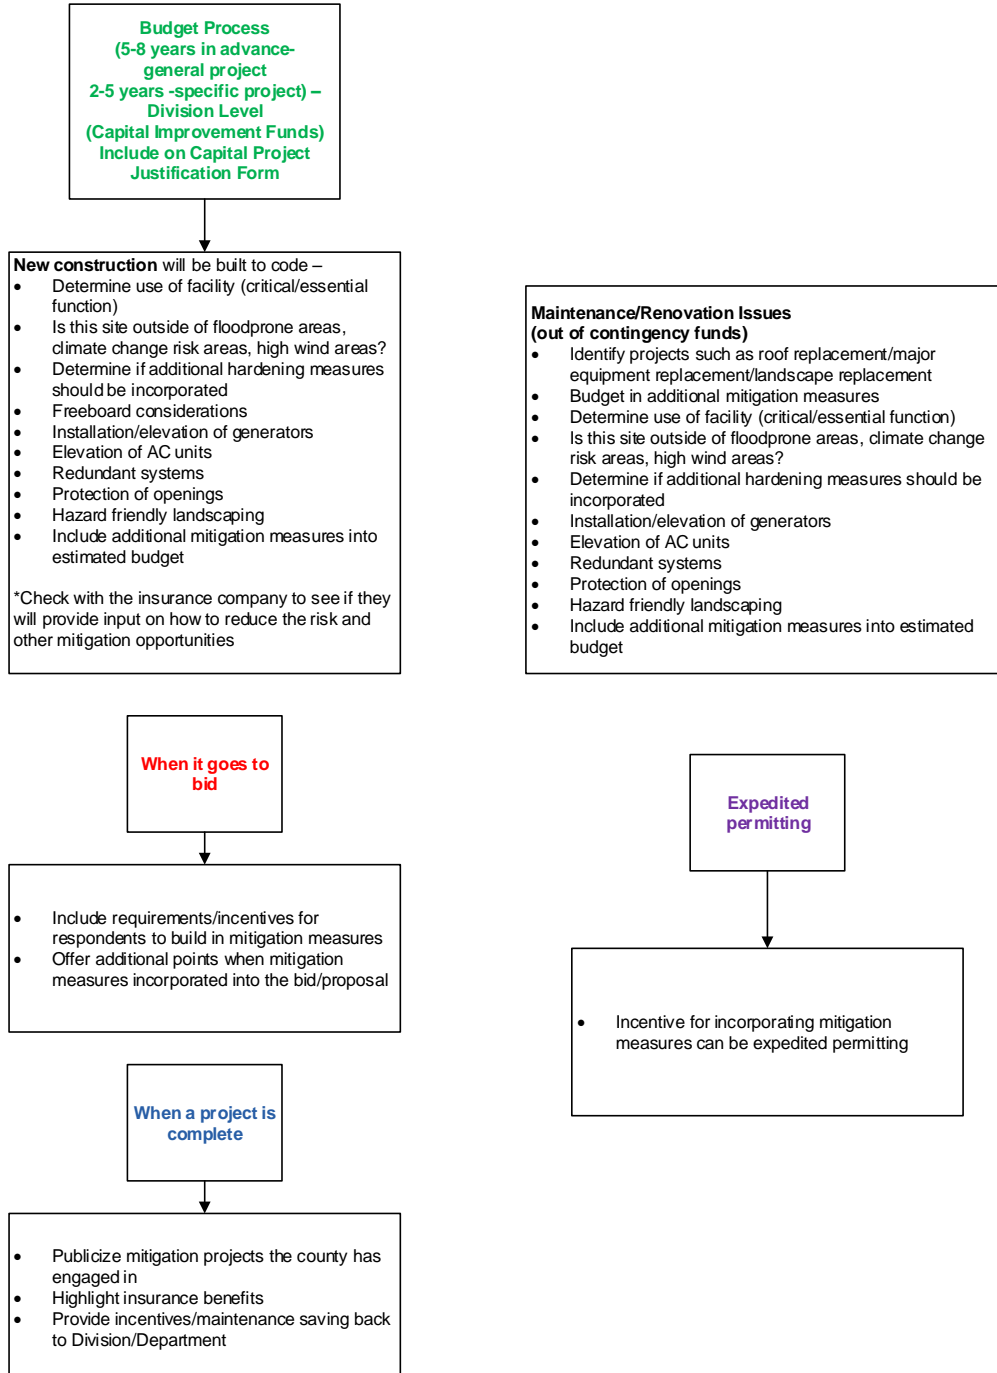 Budget Process
(5-8 years in advance-
general project
2-5 years -specific project) –
Division Level
(Capital Improvement Funds)
Include on Capital Project
Justification Form
New construction will be built to code –
• Determine use of facility (critical/essential
function)
• Is this site outside of floodprone areas,
climate change risk areas, high wind areas?
• Determine if additional hardening measures
should be incorporated
• Freeboard considerations
• Installation/elevation of generators
• Elevation of AC units
• Redundant systems
• Protection of openings
• Hazard friendly landscaping
• Include additional mitigation measures into
estimated budget
*Check with the insurance company to see if they
will provide input on how to reduce the risk and
other mitigation opportunities
Maintenance/Renovation Issues
(out of contingency funds)
• Identify projects such as roof replacement/major
equipment replacement/landscape replacement
• Budget in additional mitigation measures
• Determine use of facility (critical/essential function)
• Is this site outside of floodprone areas, climate change
risk areas, high wind areas?
• Determine if additional hardening measures should be
incorporated
• Installation/elevation of generators
• Elevation of AC units
• Redundant systems
• Protection of openings
• Hazard friendly landscaping
• Include additional mitigation measures into estimated
budget
When it goes to
bid
• Include requirements/incentives for
respondents to build in mitigation measures
• Offer additional points when mitigation
measures incorporated into the bid/proposal
Expedited
permitting
• Incentive for incorporating mitigation
measures can be expedited permitting
When a project is
complete
• Publicize mitigation projects the county has
engaged in
• Highlight insurance benefits
• Provide incentives/maintenance saving back
to Division/Department